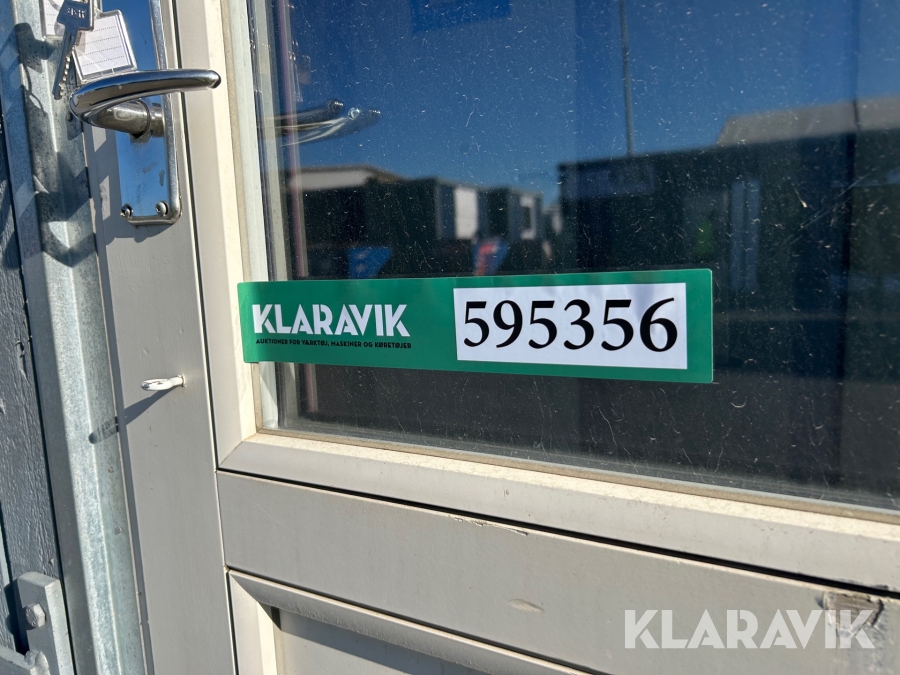 KLARAVIK
AUKTIONER FOR VÆRKTØJ, MASKINER OG KØRETØJER
595356
KLARAVIK